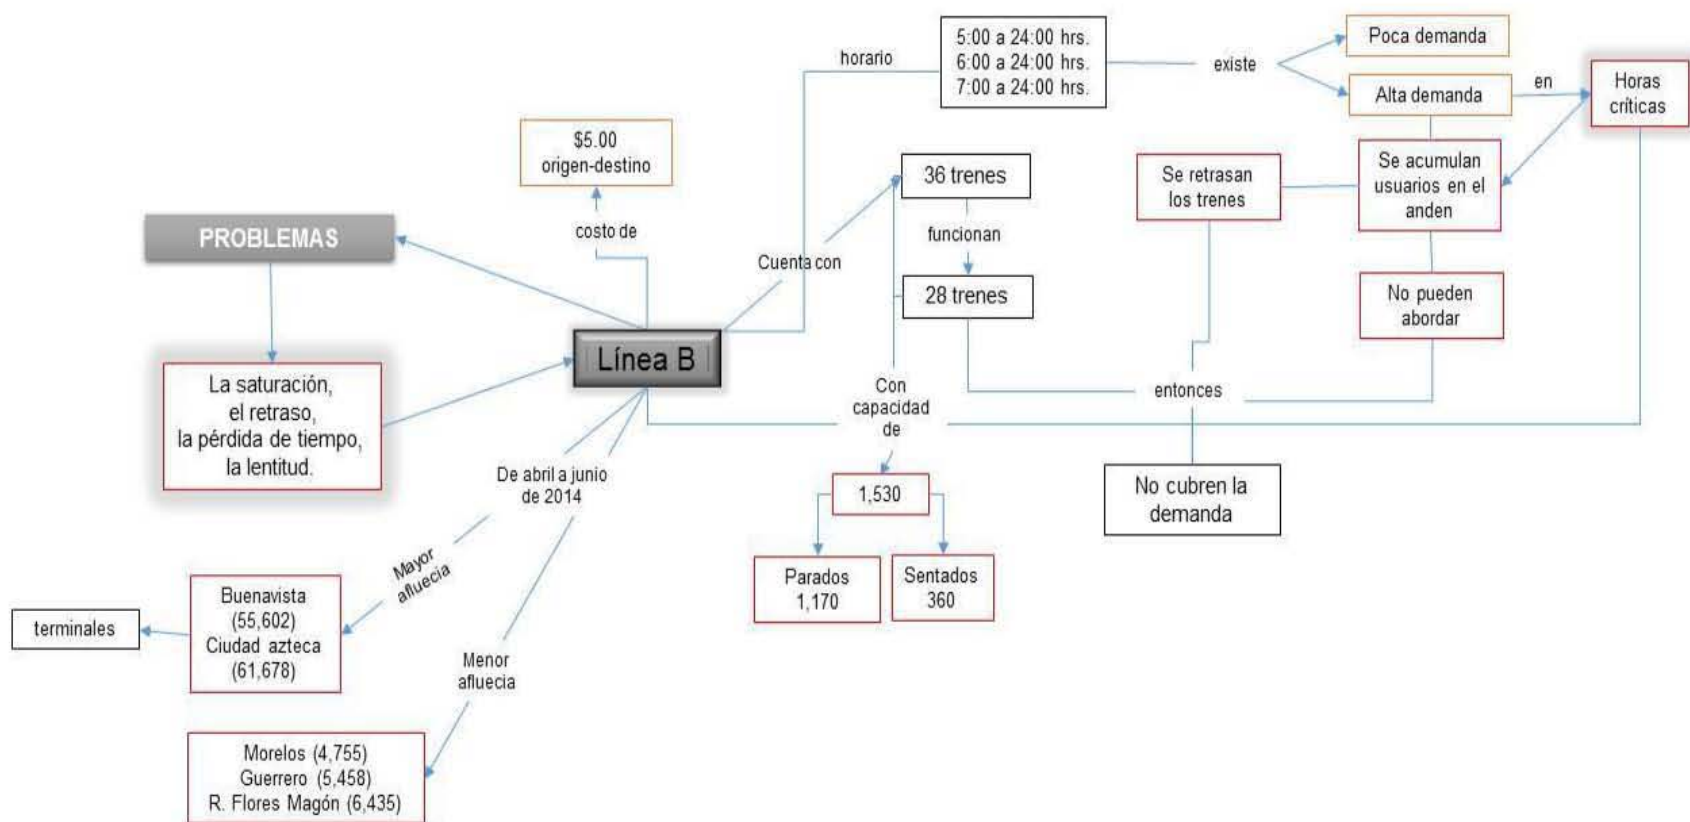 5:00 a 24:00 hrs.
6:00 a 24:00 hrs.
7:00 a 24:00 hrs.
horario
existe
Poca demanda
Alta demanda
en
Horas
críticas
$5.00
origen-destino
costo de
36 trenes
funcionan
28 trenes
Cuenta con
Se retrasan
los trenes
Se acumulan
usuarios en el
anden
No pueden
abordar
PROBLEMAS
Línea B
La saturación,
el retraso,
la pérdida de tiempo,
la lentitud.
Con
capacidad
de
entonces
De abril a junio
de 2014
1,530
No cubren la
demanda
Parados
1,170
Sentados
360
Mayor
afluecia
Buenavista
(55,602)
Ciudad azteca
(61,678)
terminales
Menor
afluecia
Morelos (4,755)
Guerrero (5,458)
R. Flores Magón (6,435)